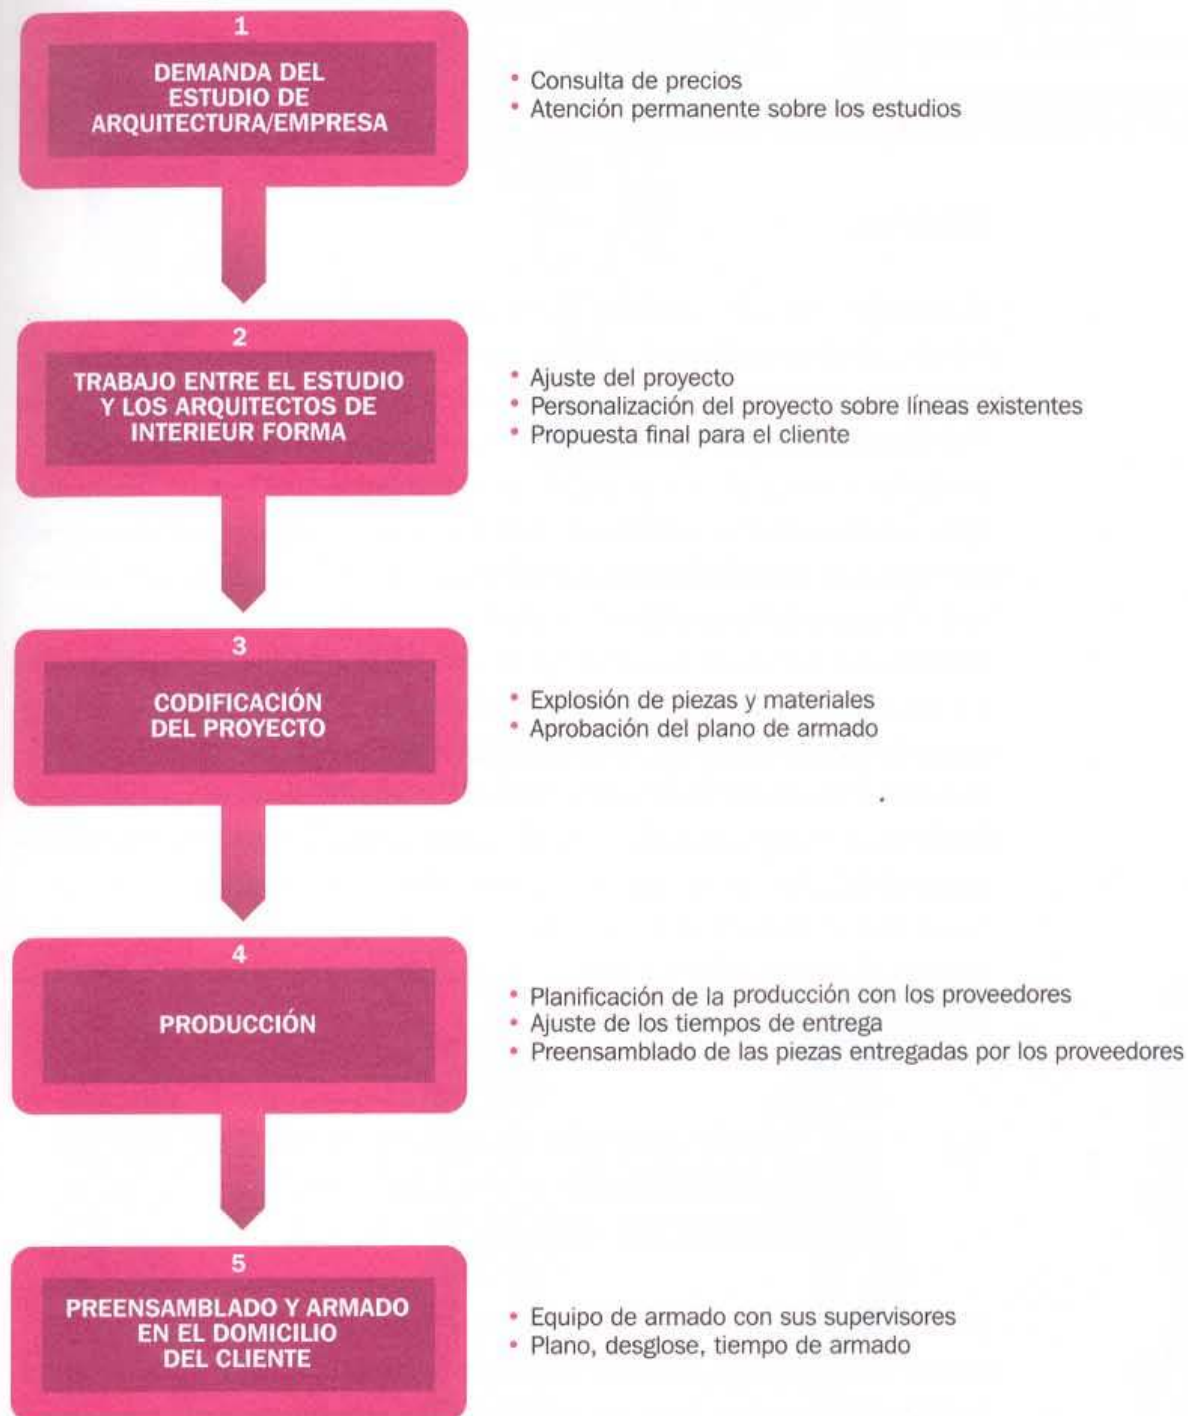 1
DEMANDA DEL
ESTUDIO DE
ARQUITECTURA/EMPRESA
• Consulta de precios
• Atención permanente sobre los estudios
2
TRABAJO ENTRE EL ESTUDIO
Y LOS ARQUITECTOS DE
INTERIEUR FORMA
• Ajuste del proyecto
• Personalización del proyecto sobre líneas existentes
• Propuesta final para el cliente
3
CODIFICACIÓN
DEL PROYECTO
• Explosión de piezas y materiales
• Aprobación del plano de armado
4
PRODUCCIÓN
• Planificación de la producción con los proveedores
• Ajuste de los tiempos de entrega
• Preensamblado de las piezas entregadas por los proveedores
5
PREENSAMBLADO Y ARMADO
EN EL DOMICILIO
DEL CLIENTE
• Equipo de armado con sus supervisores
• Plano, desglose, tiempo de armado